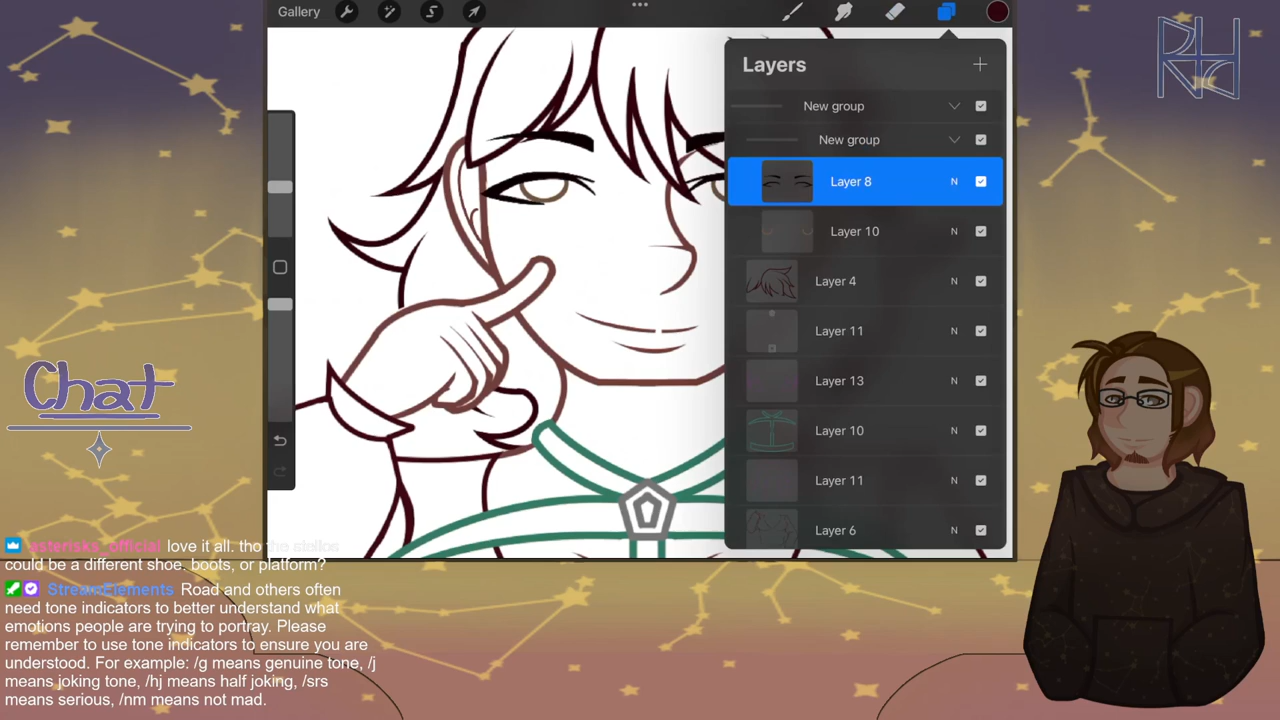 Gallery
Layers
New group
New group
Layer 8 N
Layer 10 N
Layer 4 N
Layer 11 N
Layer 13 N
Layer 10 N
Layer 11 N
Layer 6 N
Chat
asterisks_official love it all. tho the stellos
could be a different shoe, boots, or platform?
StreamElements Road and others often
need tone indicators to better understand what
emotions people are trying to portray. Please
remember to use tone indicators to ensure you are
understood. For example: /g means genuine tone, /j
means joking tone, /hj means half joking, /srs
means serious, /nm means not mad.